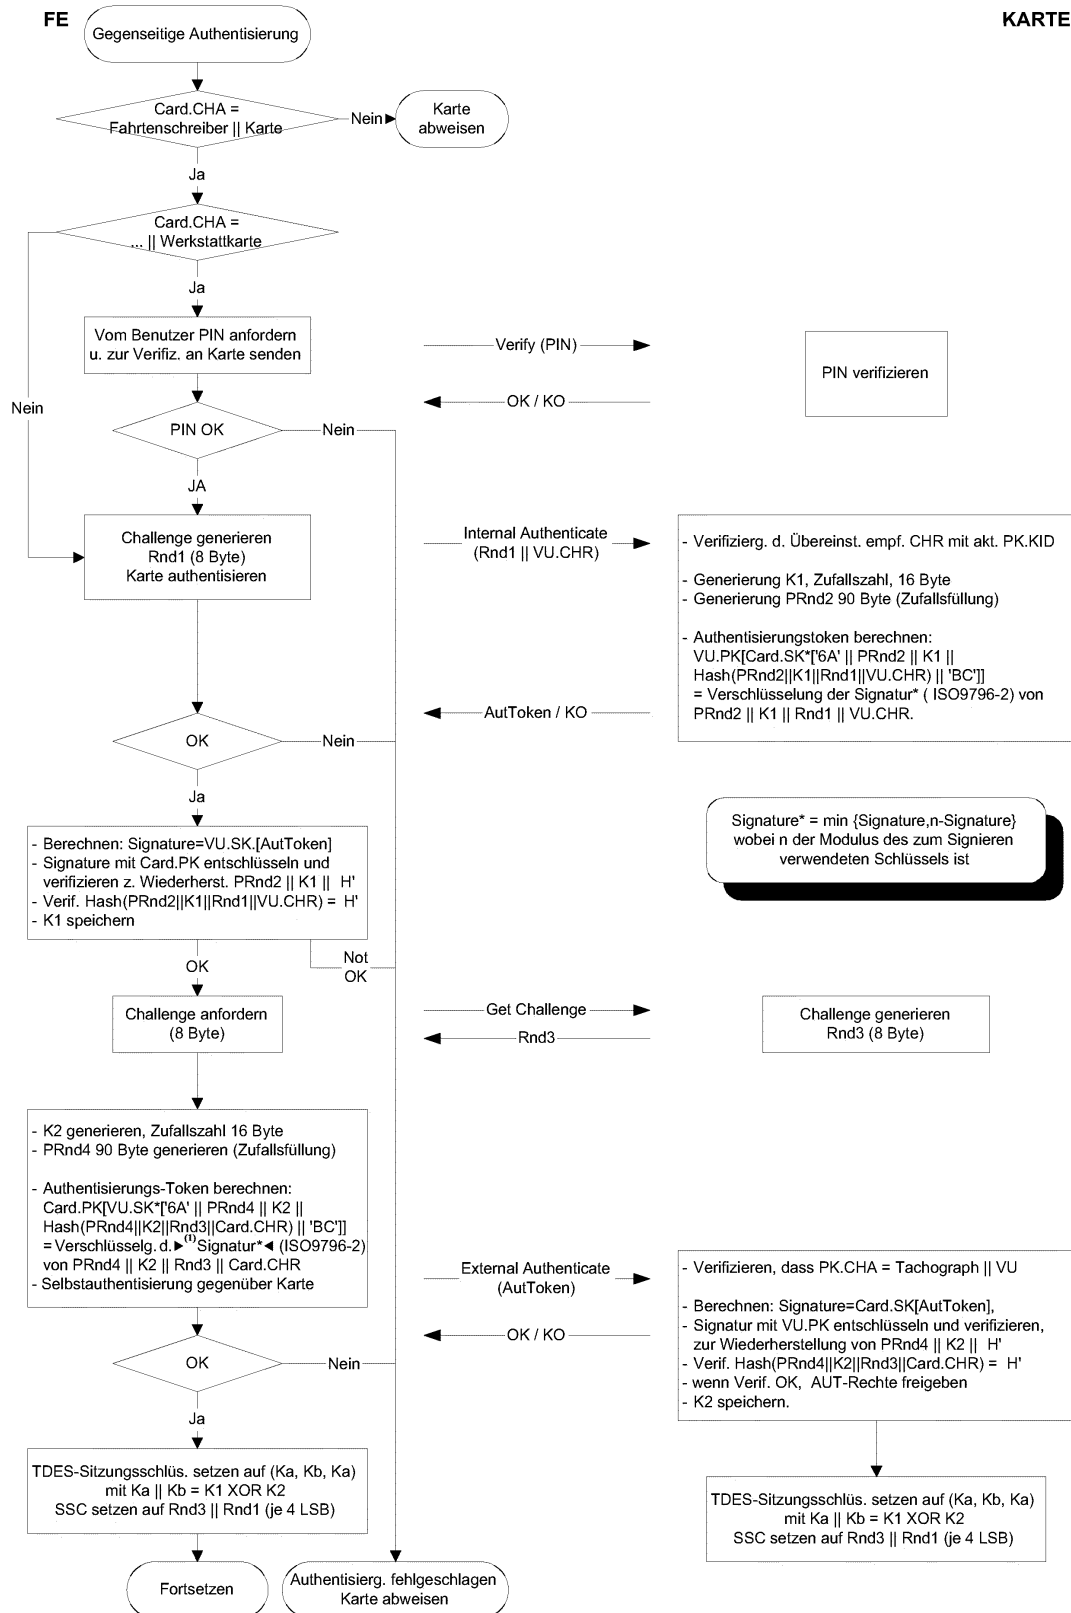 FE
KARTE
Gegenseitige Authentisierung
Card.CHA =
Fahrtenschreiber || Karte
Nein
Karte
abweisen
Ja
Card.CHA =
... || Werkstattkarte
Ja
Vom Benutzer PIN anfordern
u. zur Verifiz. an Karte senden
Verify (PIN)
PIN verifizieren
OK / KO
Nein
PIN OK
Nein
JA
Challenge generieren
Rnd1 (8 Byte)
Karte authentisieren
Internal Authenticate
(Rnd1 || VU.CHR)
- Verifizierg. d. Übereinst. empf. CHR mit akt. PK.KID
- Generierung K1, Zufallszahl, 16 Byte
- Generierung PRnd2 90 Byte (Zufallsfüllung)
- Authentisierungstoken berechnen:
VU.PK[Card.SK*['6A' || PRnd2 || K1 ||
Hash(PRnd2||K1||Rnd1||VU.CHR) || 'BC']]
= Verschlüsselung der Signatur* ( ISO9796-2) von
PRnd2 || K1 || Rnd1 || VU.CHR.
AutToken / KO
OK
Nein
Ja
Signature* = min {Signature,n-Signature}
wobei n der Modulus des zum Signieren
verwendeten Schlüssels ist
- Berechnen: Signature=VU.SK.[AutToken]
- Signature mit Card.PK entschlüsseln und
verifizieren z. Wiederherst. PRnd2 || K1 || H'
- Verif. Hash(PRnd2||K1||Rnd1||VU.CHR) = H'
- K1 speichern
Not
OK
OK
Challenge anfordern
(8 Byte)
Get Challenge
Rnd3
Challenge generieren
Rnd3 (8 Byte)
- K2 generieren, Zufallszahl 16 Byte
- PRnd4 90 Byte generieren (Zufallsfüllung)
- Authentisierungs-Token berechnen:
Card.PK[VU.SK*['6A' || PRnd4 || K2 ||
Hash(PRnd4||K2||Rnd3||Card.CHR) || 'BC']]
= Verschlüsselg. d. ►(1) Signatur* ◄ (ISO9796-2)
von PRnd4 || K2 || Rnd3 || Card.CHR
- Selbstauthentisierung gegenüber Karte
External Authenticate
(AutToken)
- Verifizieren, dass PK.CHA = Tachograph || VU
- Berechnen: Signature=Card.SK[AutToken],
- Signatur mit VU.PK entschlüsseln und verifizieren,
zur Wiederherstellung von PRnd4 || K2 || H'
- Verif. Hash(PRnd4||K2||Rnd3||Card.CHR) = H'
- wenn Verif. OK, AUT-Rechte freigeben
- K2 speichern.
OK / KO
OK
Nein
Ja
TDES-Sitzungsschlüs. setzen auf (Ka, Kb, Ka)
mit Ka || Kb = K1 XOR K2
SSC setzen auf Rnd3 || Rnd1 (je 4 LSB)
TDES-Sitzungsschlüs. setzen auf (Ka, Kb, Ka)
mit Ka || Kb = K1 XOR K2
SSC setzen auf Rnd3 || Rnd1 (je 4 LSB)
Fortsetzen
Authentisierg. fehlgeschlagen
Karte abweisen